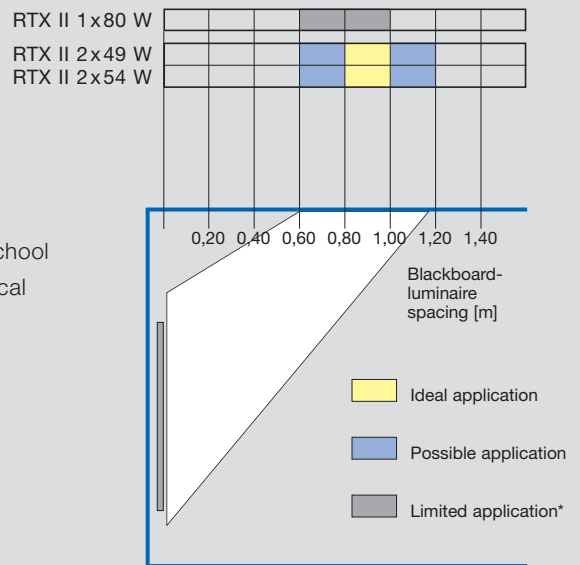 RTX II 1x80 W
RTX II 2x49 W
RTX II 2x54 W
0,20 0,40 0,60 0,80 1,00 1,20 1,40
chool
cal
Blackboard-
luminaire
spacing [m]
Ideal application
Possible application
Limited application*